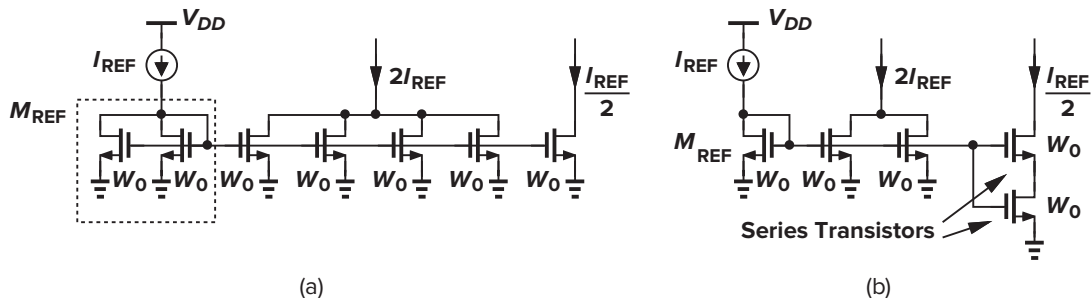 V_DD
I_REF
M_REF
2I_REF
I_REF
2
W_0 W_0 W_0 W_0 W_0 W_0 W_0
(a)
V_DD
I_REF
M_REF
2I_REF
I_REF
2
W_0
W_0 W_0 W_0
W_0
Series Transistors
(b)